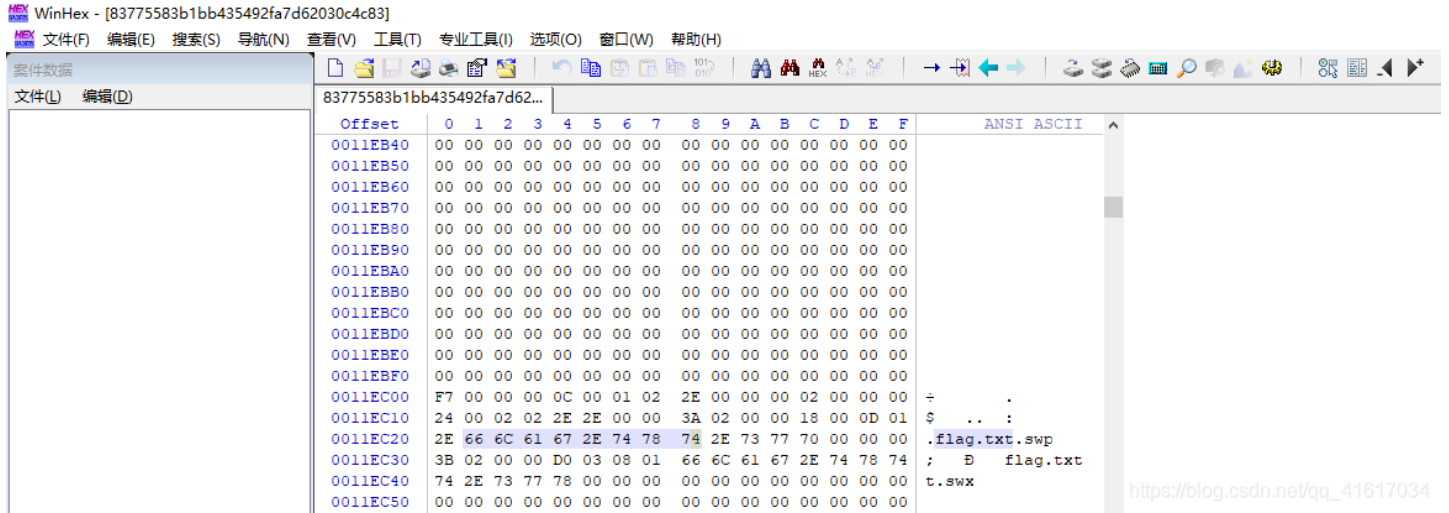 WinHex - [83775583b1bb435492fa7d62030c4c83]
文件(F) 编辑(E) 搜索(S) 导航(N) 查看(V) 工具(T) 专业工具(I) 选项(O) 窗口(W) 帮助(H)
案件数据
文件(L) 编辑(D)
83775583b1bb435492fa7d62...
Offset 0 1 2 3 4 5 6 7 8 9 A B C D E F ANSI ASCII
0011EB40 00 00 00 00 00 00 00 00 00 00 00 00 00 00 00 00
0011EB50 00 00 00 00 00 00 00 00 00 00 00 00 00 00 00 00
0011EB60 00 00 00 00 00 00 00 00 00 00 00 00 00 00 00 00
0011EB70 00 00 00 00 00 00 00 00 00 00 00 00 00 00 00 00
0011EB80 00 00 00 00 00 00 00 00 00 00 00 00 00 00 00 00
0011EB90 00 00 00 00 00 00 00 00 00 00 00 00 00 00 00 00
0011EBA0 00 00 00 00 00 00 00 00 00 00 00 00 00 00 00 00
0011EBB0 00 00 00 00 00 00 00 00 00 00 00 00 00 00 00 00
0011EBC0 00 00 00 00 00 00 00 00 00 00 00 00 00 00 00 00
0011EBD0 00 00 00 00 00 00 00 00 00 00 00 00 00 00 00 00
0011EBE0 00 00 00 00 00 00 00 00 00 00 00 00 00 00 00 00
0011EBF0 00 00 00 00 00 00 00 00 00 00 00 00 00 00 00 00
0011EC00 F7 00 00 00 0C 00 01 02 2E 00 00 00 02 00 00 00 ÷ .
0011EC10 24 00 02 02 2E 2E 00 00 3A 02 00 00 18 00 0D 01 $ .. :
0011EC20 2E 66 6C 61 67 2E 74 78 74 2E 73 77 70 00 00 00 .flag.txt.swp
0011EC30 3B 02 00 00 D0 03 08 01 66 6C 61 67 2E 74 78 74 ; Ð flag.txt
0011EC40 74 2E 73 77 78 00 00 00 00 00 00 00 00 00 00 00 t.swx
0011EC50 00 00 00 00 00 00 00 00 00 00 00 00 00 00 00 00
https://blog.csdn.net/qq_41617034